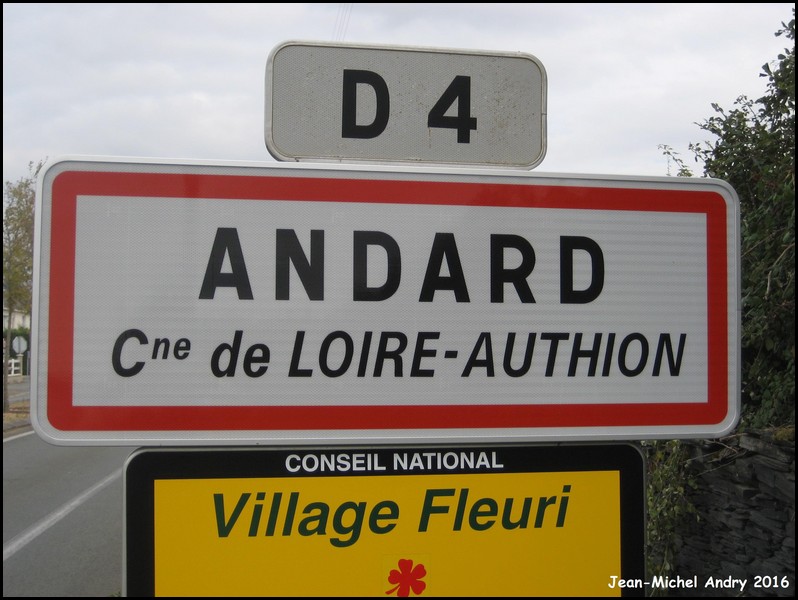 D 4
ANDARD
Cne de LOIRE-AUTHION
CONSEIL NATIONAL
Village Fleuri
Jean-Michel Andry 2016